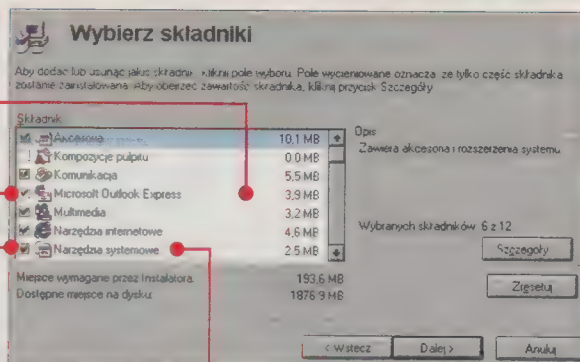 Wybierz składniki
Aby dodać lub usunąć jakiś składnik, kliknij pole wyboru. Pole wycieniowane oznacza, że tylko część składnika
zostanie zainstalowana. Aby obejrzeć zawartość składnika, kliknij przycisk Szczegóły
Składnik
Akcesoria 10,1 MB
Kompozycje pulpitu 0,0 MB
Komunikacja 5,5 MB
Microsoft Outlook Express 3,9 MB
Multimedia 3,2 MB
Narzędzia internetowe 4,6 MB
Narzędzia systemowe 2,5 MB
Opis
Zawiera akcesoria i rozszerzenia systemu.
Wybranych składników 6 z 12
Szczegóły
Miejsce wymagane przez Instalatora: 193,6 MB
Dostępne miejsce na dysku: 1876,9 MB
Zresetuj
< Wstecz Dalej > Anuluj